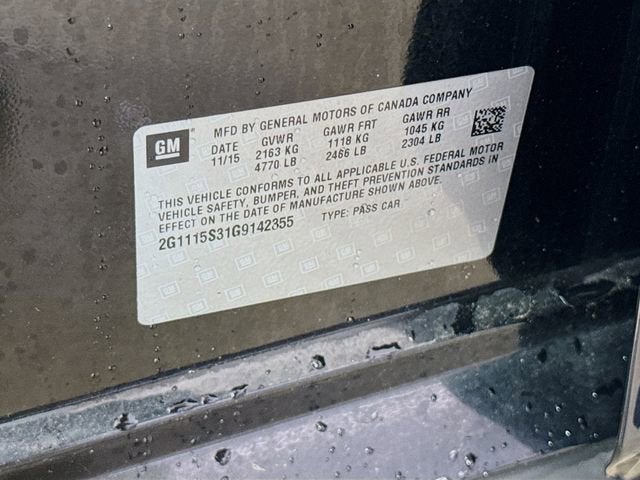 GM
MFD BY GENERAL MOTORS OF CANADA COMPANY
DATE GVWR GAWR FRT GAWR RR
11/15 2163 KG 1118 KG 1045 KG
4770 LB 2466 LB 2304 LB
THIS VEHICLE CONFORMS TO ALL APPLICABLE U.S. FEDERAL MOTOR
VEHICLE SAFETY, BUMPER, AND THEFT PREVENTION STANDARDS IN
EFFECT ON THE DATE OF MANUFACTURE SHOWN ABOVE.
2G1115S31G9142355 TYPE: PASS CAR